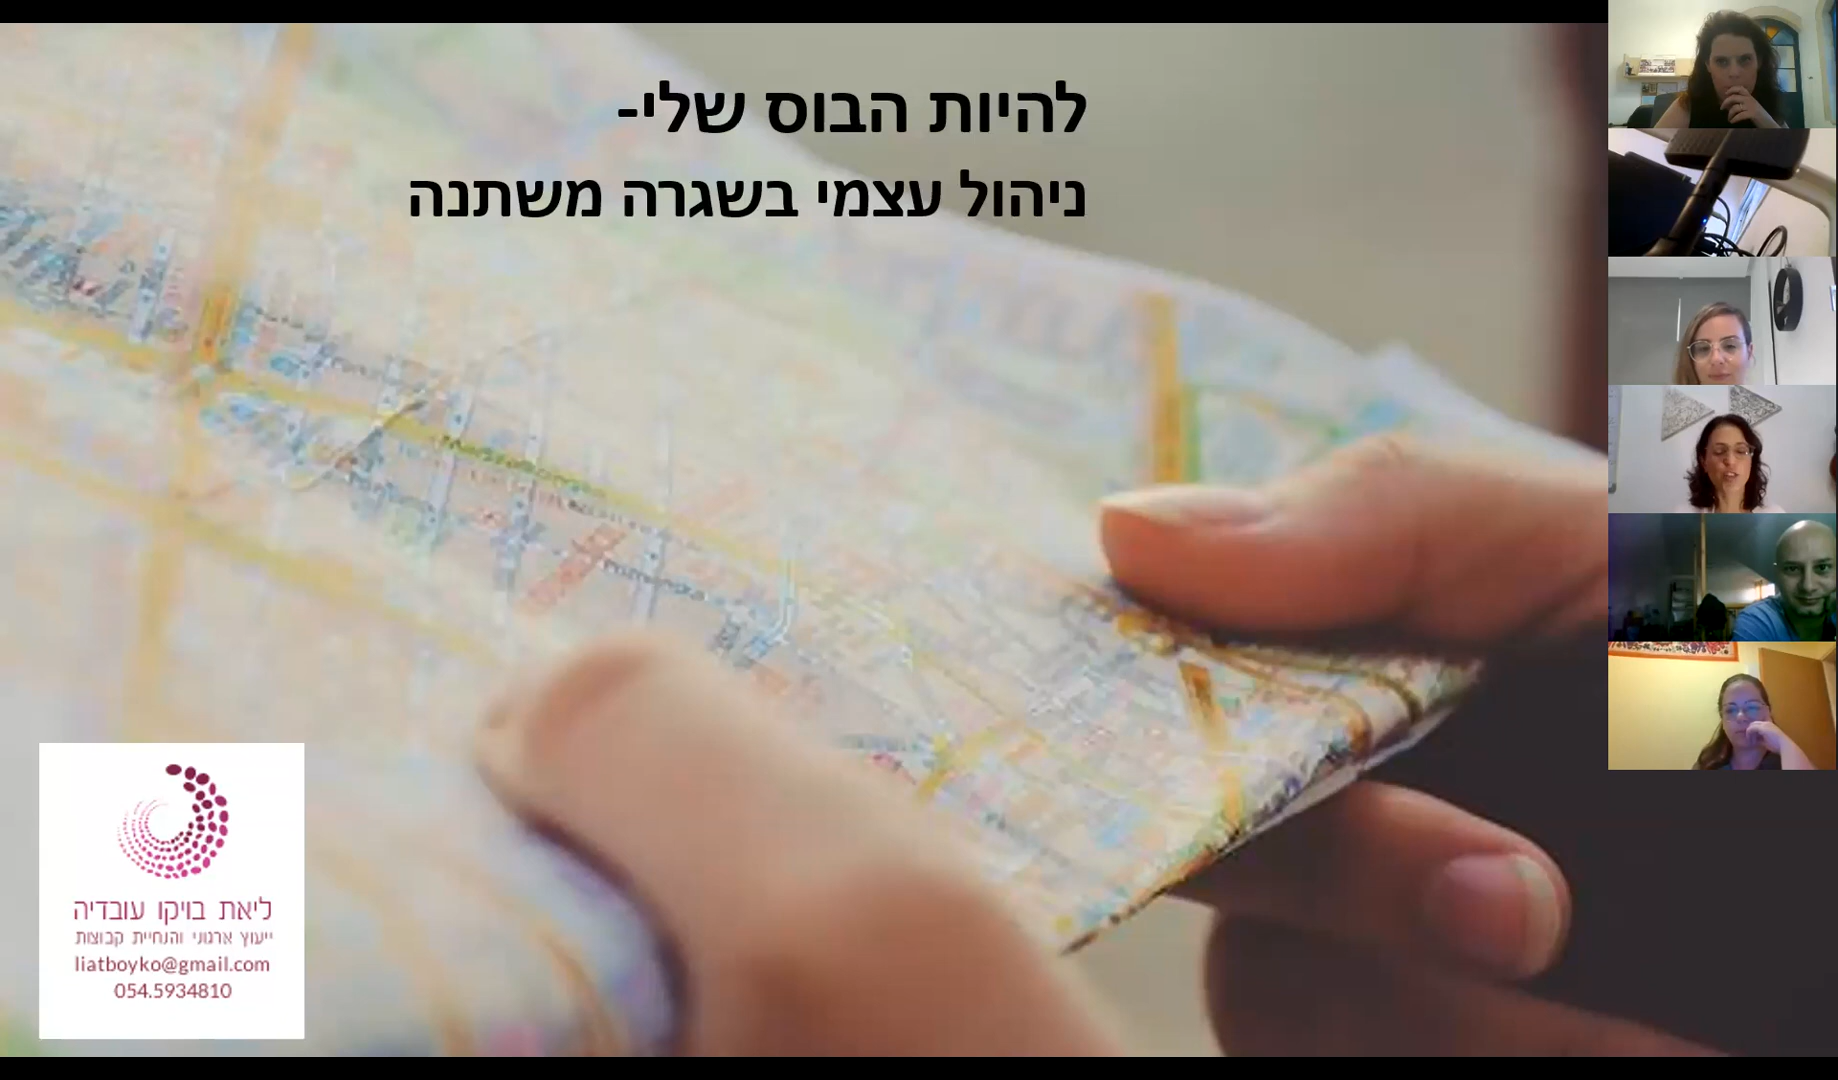 להיות הבוס שלי-
ניהול עצמי בשגרה משתנה
ליאת בויקו עובדיה
ייעוץ ארגוני והנחיית קבוצות
liatboyko@gmail.com
054.5934810